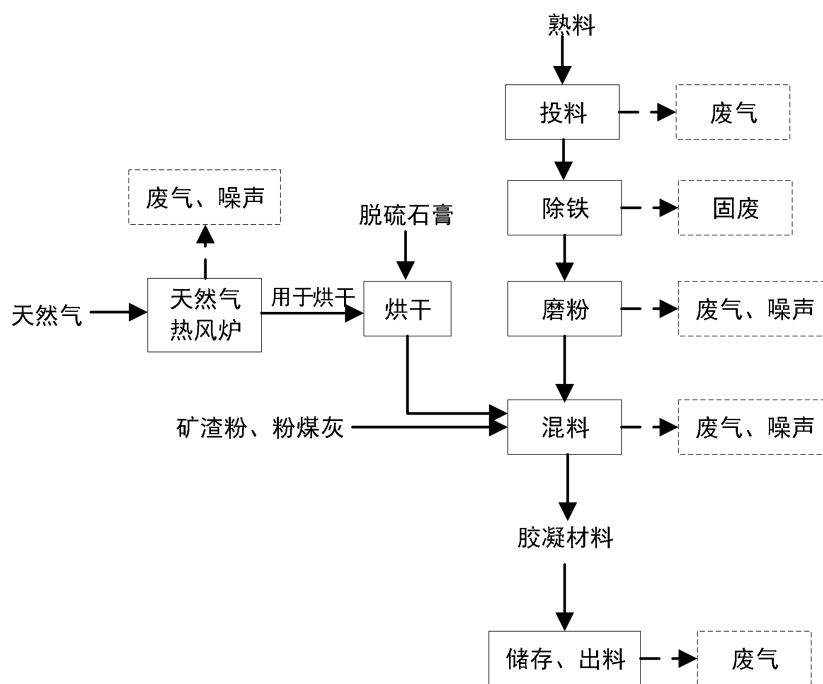 熟料
投料
废气
废气、噪声
脱硫石膏
除铁
固废
天然气
天然气
热风炉
用于烘干
烘干
磨粉
废气、噪声
矿渣粉、粉煤灰
混料
废气、噪声
胶凝材料
储存、出料
废气